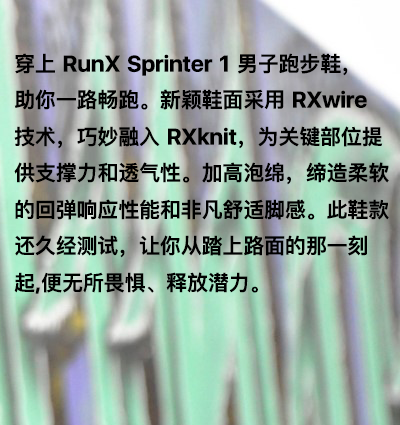 穿上 RunX Sprinter 1 男子跑步鞋，
助你一路畅跑。新颖鞋面采用 RXwire
技术，巧妙融入 RXknit，为关键部位提
供支撑力和透气性。加高泡绵，缔造柔软
的回弹响应性能和非凡舒适脚感。此鞋款
还久经测试，让你从踏上路面的那一刻
起,便无所畏惧、释放潜力。